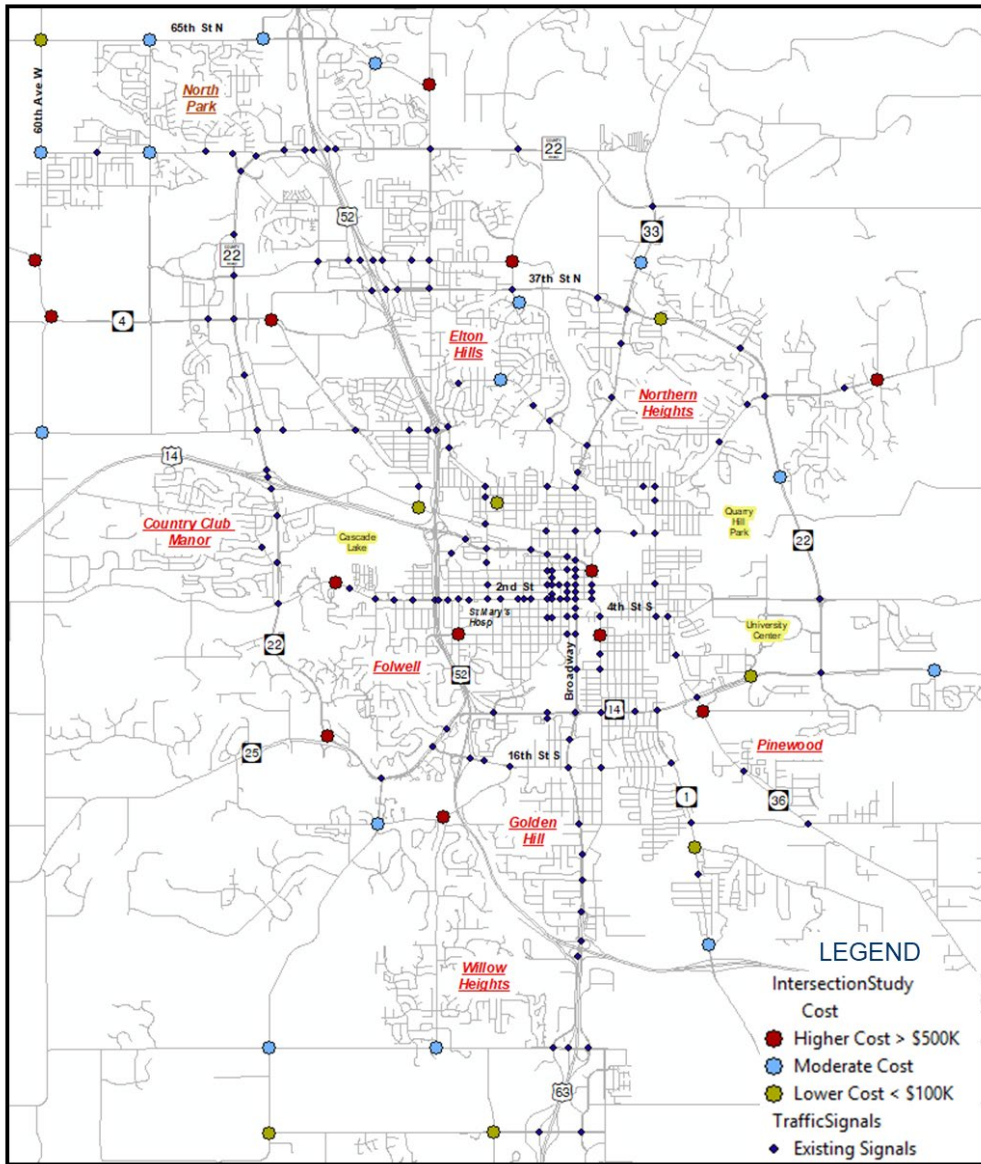 65th St N
60th Ave W
North
Park
22
COUNTY
22
52
33
37th St N
4
Elton
Hills
Northern
Heights
14
Country Club
Manor
Cascade
Lake
Quarry
Hill
Park
22
2nd St
St Mary's
Hosp
4th St S
University
Center
22
Folwell
52
Broadway
14
Pinewood
25
16th St S
1
36
Golden
Hill
Willow
Heights
63
LEGEND
IntersectionStudy
Cost
Higher Cost > $500K
Moderate Cost
Lower Cost < $100K
TrafficSignals
Existing Signals